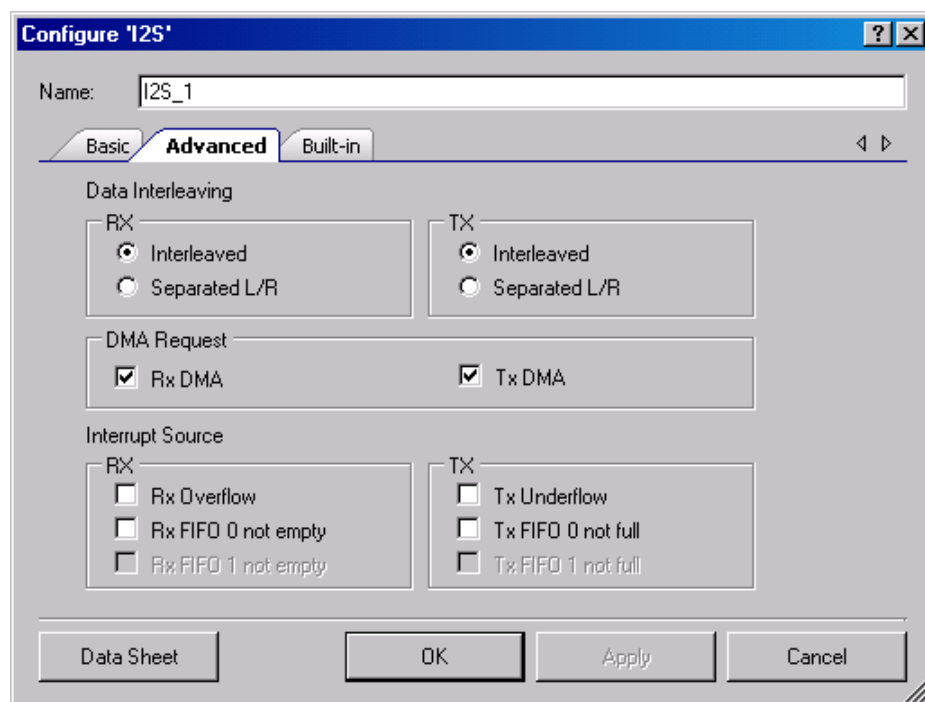 Configure 'I2S'
Name: I2S_1
Basic Advanced Built-in
Data Interleaving
RX TX
Interleaved Interleaved
Separated L/R Separated L/R
DMA Request
Rx DMA Tx DMA
Interrupt Source
RX TX
Rx Overflow Tx Underflow
Rx FIFO 0 not empty Tx FIFO 0 not full
Rx FIFO 1 not empty Tx FIFO 1 not full
Data Sheet OK Apply Cancel